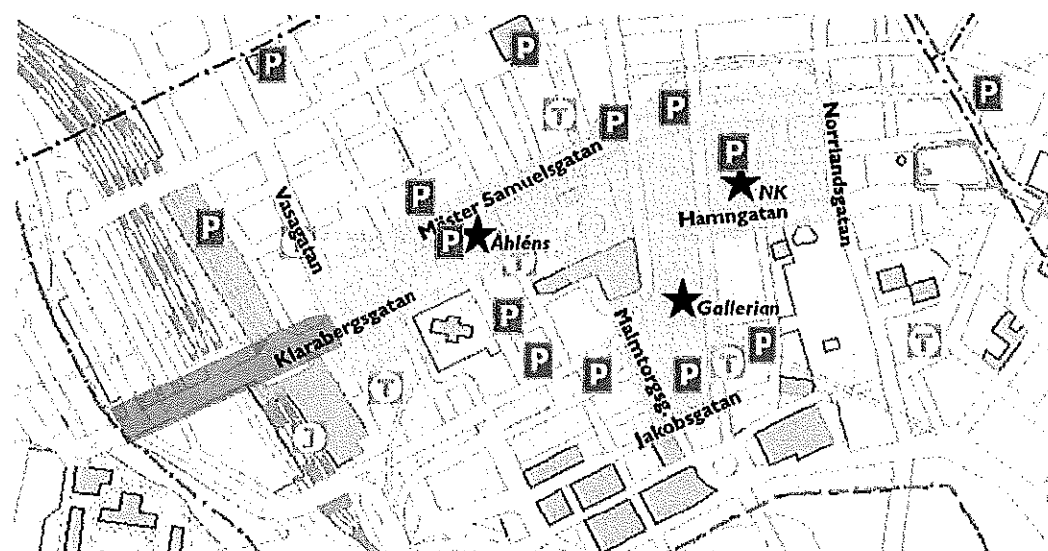 P
P
P
P
P
Norrlandsgatan
Mäster Samuelsgatan
P
T
P
NK
Vasagatan
P
Hamngatan
P
P
Åhléns
T
Klarabergsgatan
Gallerian
P
Malmtorgsg.
P
T
T
P
P
P
T
Jakobsgatan
J